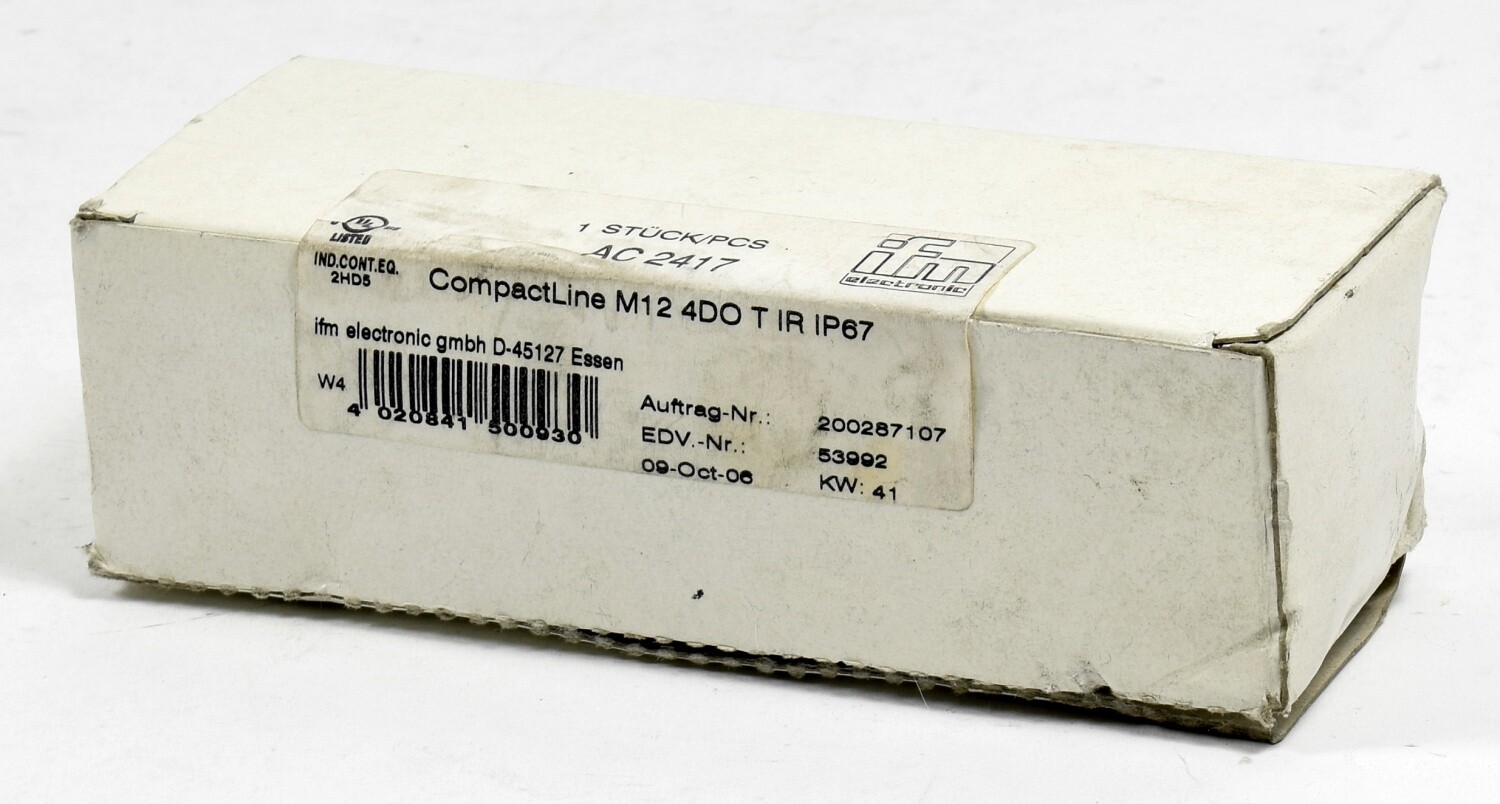 UL
LISTED
1 STÜCK/PCS
AC 2417
ifm
electronic
IND.CONT.EQ.
2HD5
CompactLine M12 4DO T IR IP67
ifm electronic gmbh D-45127 Essen
W4
4 020841 500930
Auftrag-Nr.: 200287107
EDV.-Nr.: 53992
09-Oct-06 KW: 41